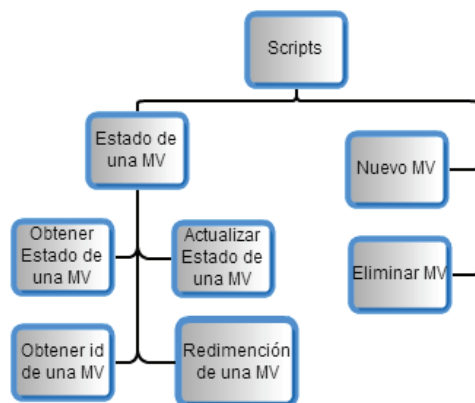 Scripts
Estado de
una MV
Nuevo MV
Obtener
Estado de
una MV
Actualizar
Estado de
una MV
Eliminar MV
Obtener id
de una MV
Redimención
de una MV